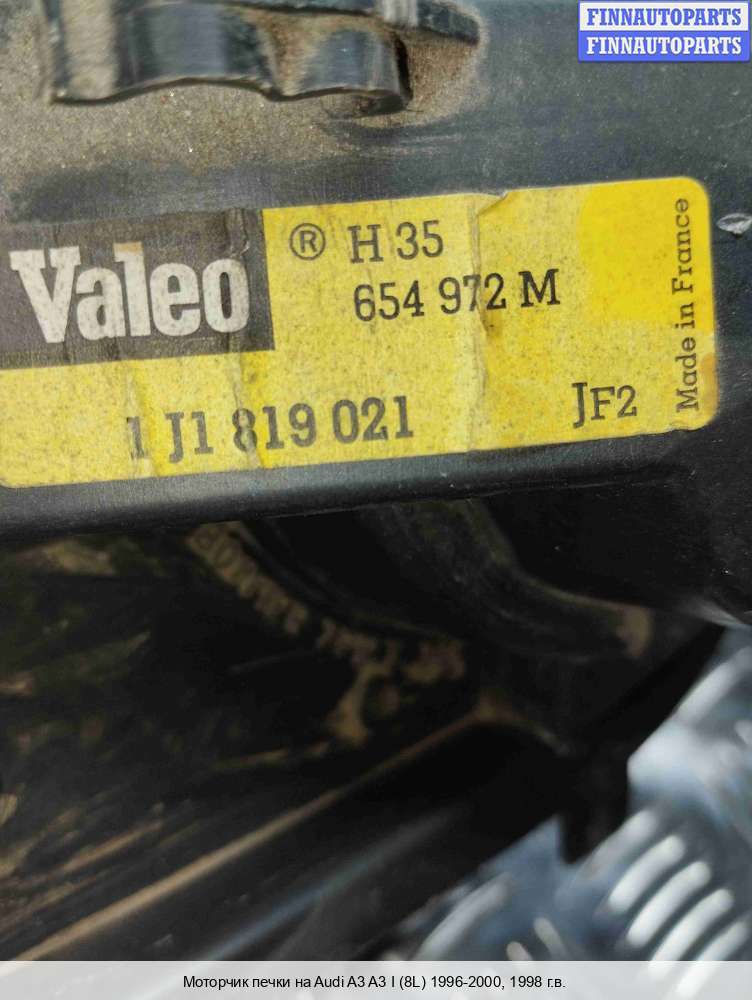 FINNAUTOPARTS
FINNAUTOPARTS
Valeo ® H 35
654 972 M
Made in France
1 J1 819 021 JF2
Моторчик печки на Audi A3 A3 I (8L) 1996-2000, 1998 г.в.